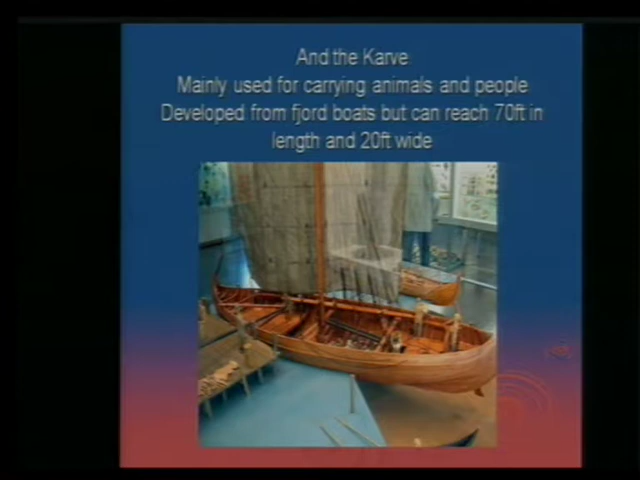 And the Karve
Mainly used for carrying animals and people
Developed from fjord boats but can reach 70ft in
length and 20ft wide